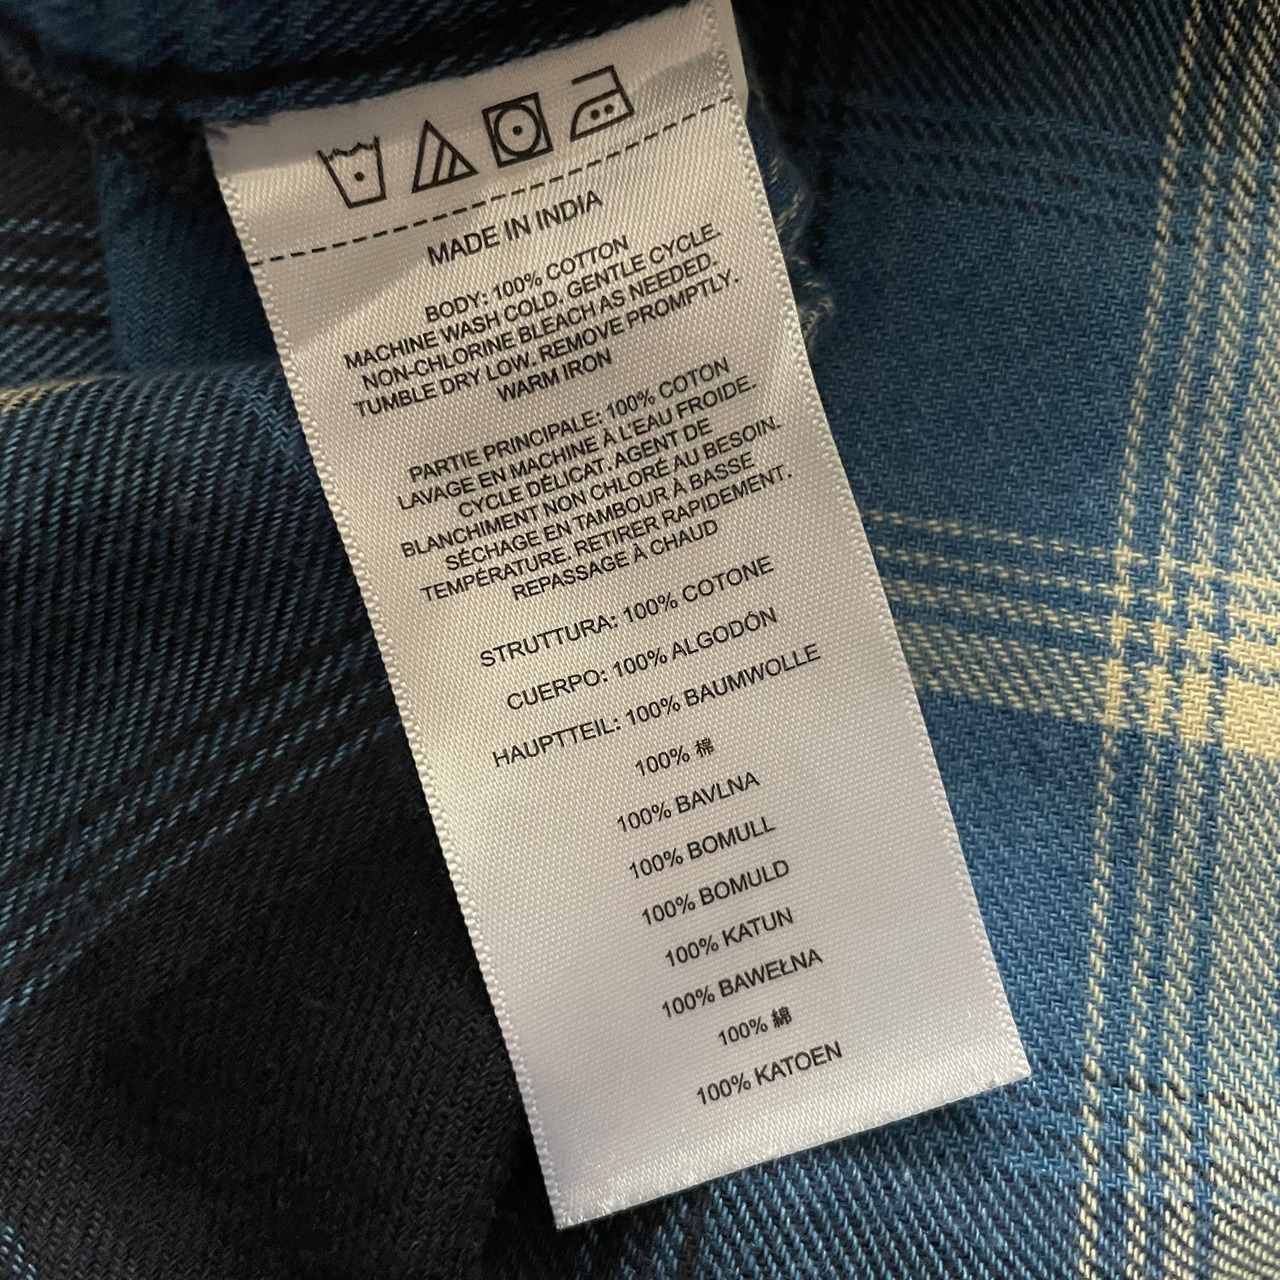 MADE IN INDIA
BODY: 100% COTTON
MACHINE WASH COLD, GENTLE CYCLE.
NON-CHLORINE BLEACH AS NEEDED.
TUMBLE DRY LOW. REMOVE PROMPTLY.
WARM IRON
PARTIE PRINCIPALE: 100% COTON
LAVAGE EN MACHINE À L'EAU FROIDE.
CYCLE DÉLICAT. AGENT DE
BLANCHIMENT NON CHLORÉ AU BESOIN.
SÉCHAGE EN TAMBOUR À BASSE
TEMPÉRATURE. RETIRER RAPIDEMENT.
REPASSAGE À CHAUD
STRUTTURA: 100% COTONE
CUERPO: 100% ALGODÓN
HAUPTTEIL: 100% BAUMWOLLE
100% 棉
100% BAVLNA
100% BOMULL
100% BOMULD
100% KATUN
100% BAWEŁNA
100% 綿
100% KATOEN